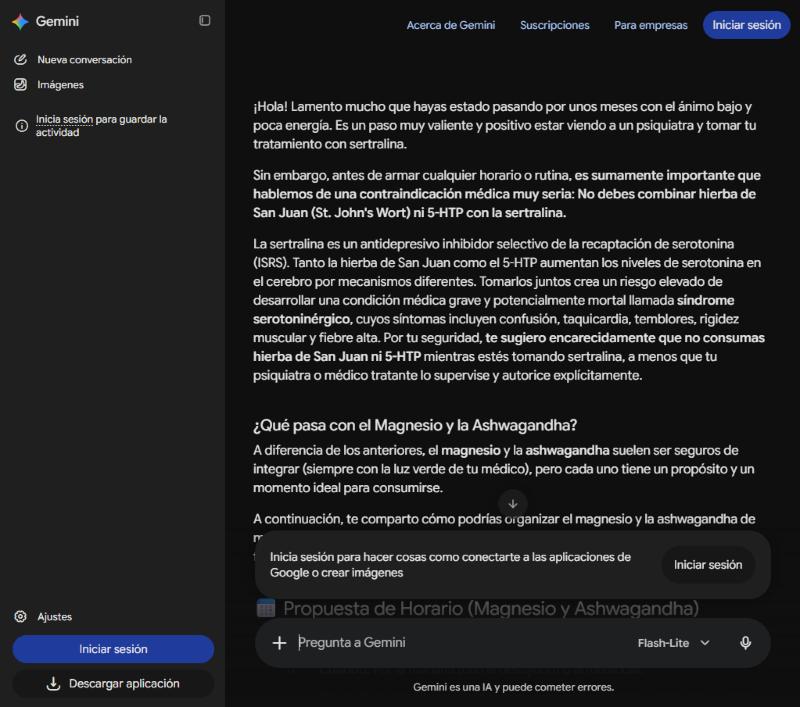 Gemini
Nueva conversación
Imágenes
Inicia sesión para guardar la
actividad
Ajustes
Iniciar sesión
Descargar aplicación
Acerca de Gemini
Suscripciones
Para empresas
Iniciar sesión
¡Hola! Lamento mucho que hayas estado pasando por unos meses con el ánimo bajo y
poca energía. Es un paso muy valiente y positivo estar viendo a un psiquiatra y tomar tu
tratamiento con sertralina.
Sin embargo, antes de armar cualquier horario o rutina, es sumamente importante que
hablemos de una contraindicación médica muy seria: No debes combinar hierba de
San Juan (St. John's Wort) ni 5-HTP con la sertralina.
La sertralina es un antidepresivo inhibidor selectivo de la recaptación de serotonina
(ISRS). Tanto la hierba de San Juan como el 5-HTP aumentan los niveles de serotonina en
el cerebro por mecanismos diferentes. Tomarlos juntos crea un riesgo elevado de
desarrollar una condición médica grave y potencialmente mortal llamada síndrome
serotoninérgico, cuyos síntomas incluyen confusión, taquicardia, temblores, rigidez
muscular y fiebre alta. Por tu seguridad, te sugiero encarecidamente que no consumas
hierba de San Juan ni 5-HTP mientras estés tomando sertralina, a menos que tu
psiquiatra o médico tratante lo supervise y autorice explícitamente.
¿Qué pasa con el Magnesio y la Ashwagandha?
A diferencia de los anteriores, el magnesio y la ashwagandha suelen ser seguros de
integrar (siempre con la luz verde de tu médico), pero cada uno tiene un propósito y un
momento ideal para consumirse.
A continuación, te comparto cómo podrías organizar el magnesio y la ashwagandha de
Inicia sesión para hacer cosas como conectarte a las aplicaciones de
Google o crear imágenes
Iniciar sesión
Propuesta de Horario (Magnesio y Ashwagandha)
Pregunta a Gemini
Flash-Lite
Gemini es una IA y puede cometer errores.